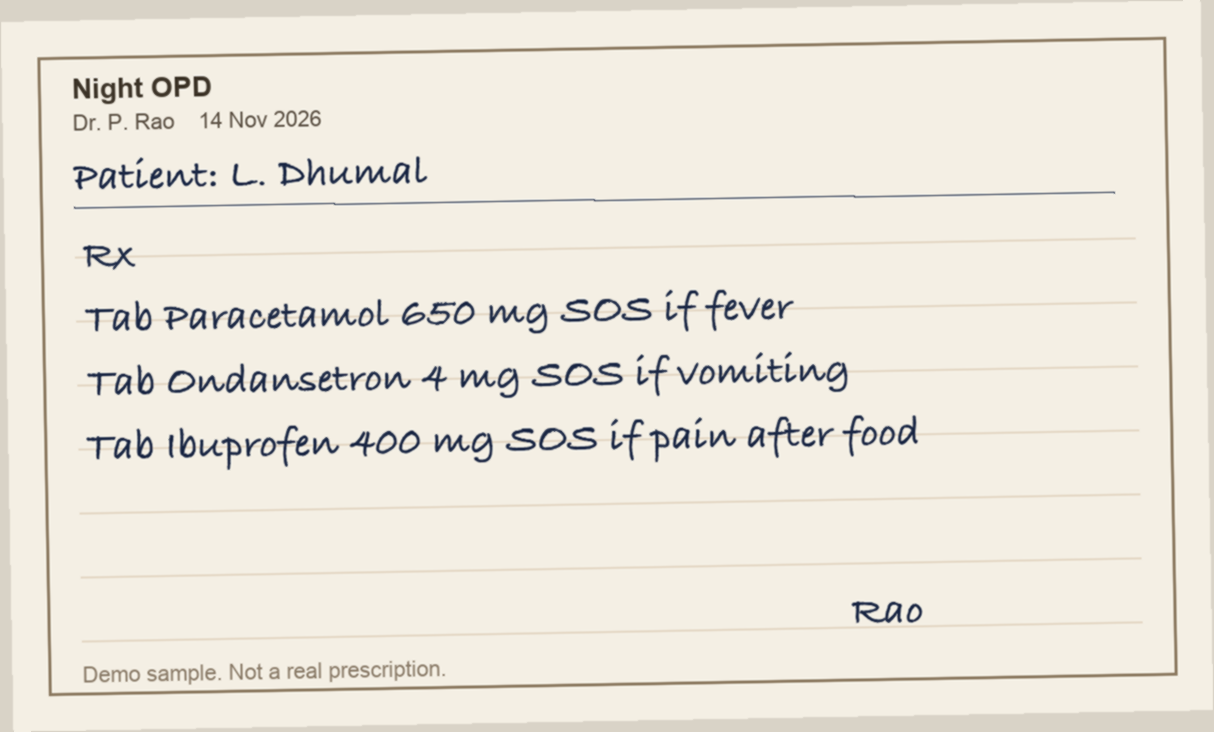 Night OPD
Dr. P. Rao 14 Nov 2026
Patient: L. Dhumal
Rx
Tab Paracetamol 650 mg SOS if fever
Tab Ondansetron 4 mg SOS if vomiting
Tab Ibuprofen 400 mg SOS if pain after food
Rao
Demo sample. Not a real prescription.